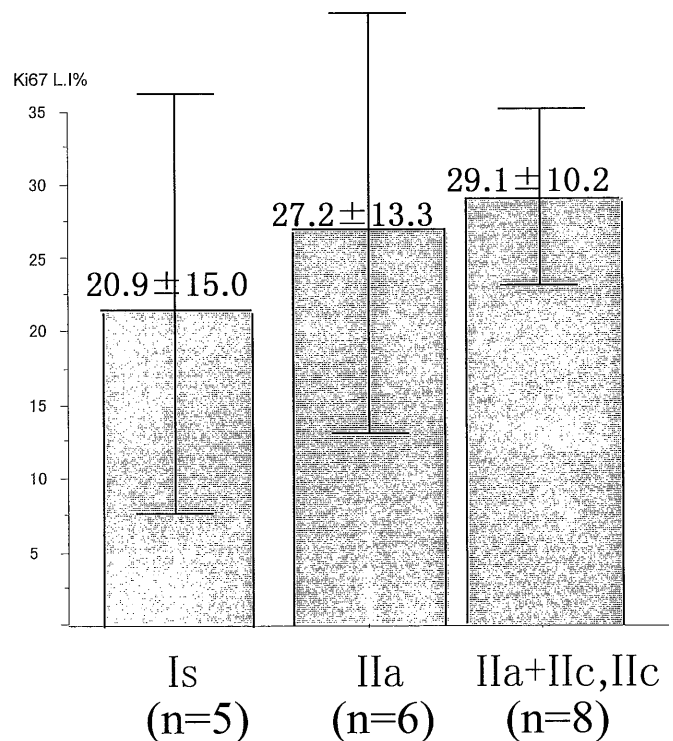 Ki67 L.I%
35
30
25
20
15
10
5
20.9±15.0
27.2±13.3
29.1±10.2
Is
(n=5)
IIa
(n=6)
IIa+IIc,IIc
(n=8)